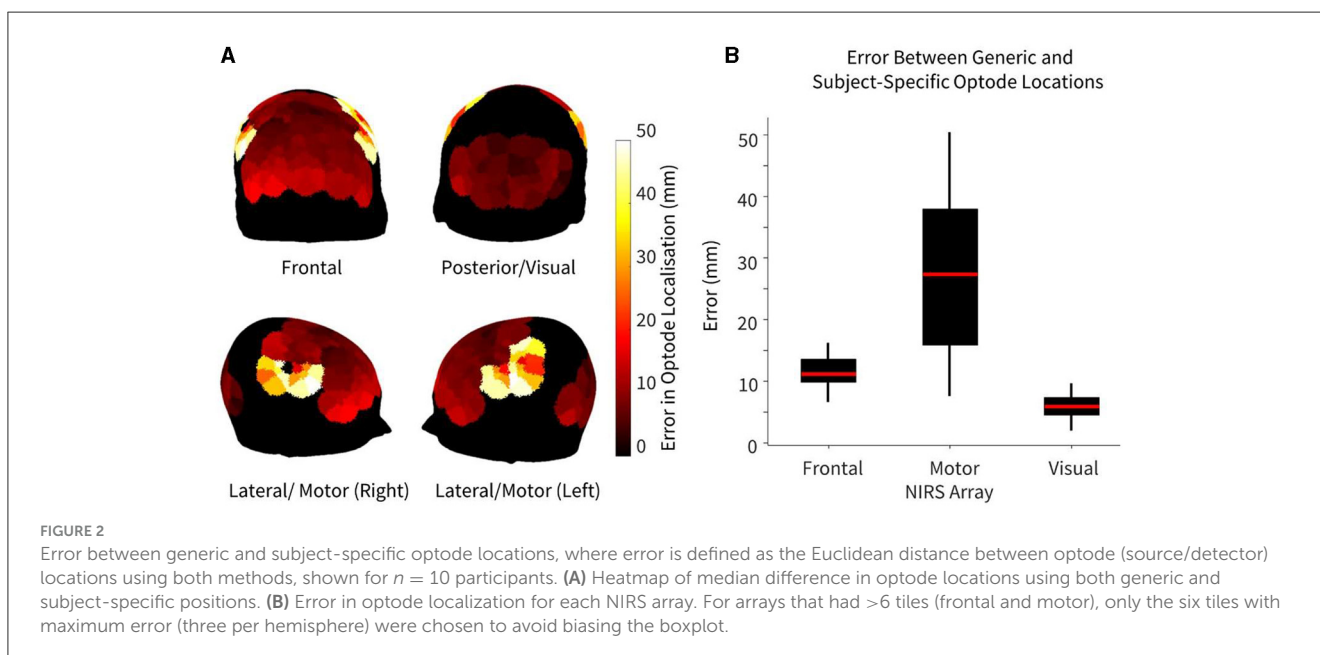 A
Frontal
Posterior/Visual
Lateral/ Motor (Right)
Lateral/Motor (Left)
50
40
30
20
10
0
Error in Optode Localisation (mm)
B
Error Between Generic and
Subject-Specific Optode Locations
50
40
30
20
10
0
Error (mm)
Frontal
Motor
Visual
NIRS Array
FIGURE 2
Error between generic and subject-specific optode locations, where error is defined as the Euclidean distance between optode (source/detector)
locations using both methods, shown for n = 10 participants. (A) Heatmap of median difference in optode locations using both generic and
subject-specific positions. (B) Error in optode localization for each NIRS array. For arrays that had >6 tiles (frontal and motor), only the six tiles with
maximum error (three per hemisphere) were chosen to avoid biasing the boxplot.